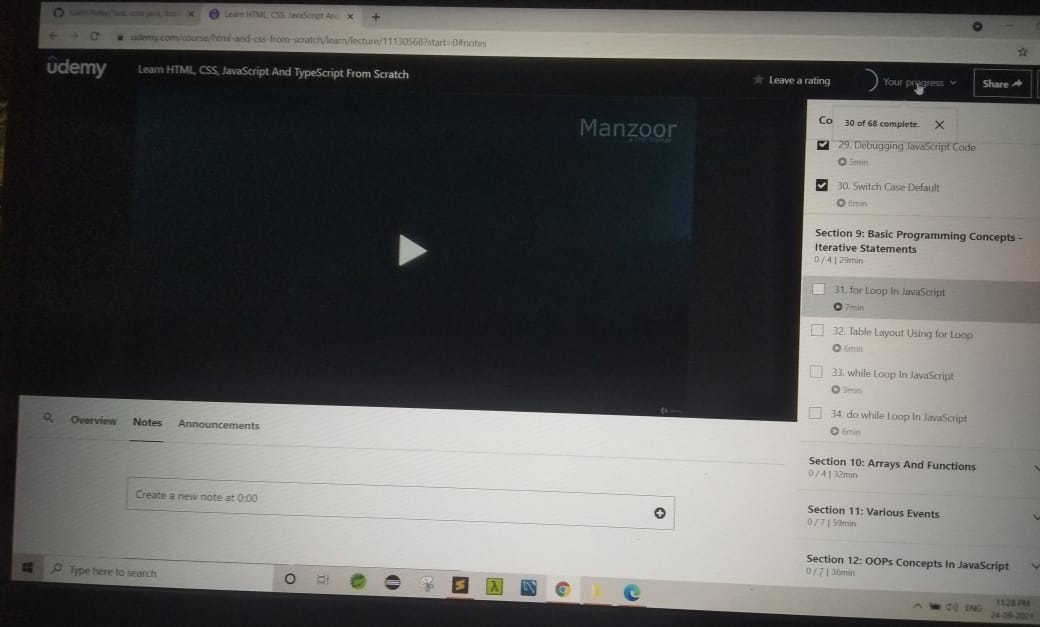 Learn HTML, CSS, JavaScript An
udemy.com/course/html-and-css-from-scratch/learn/lecture/11130568?start=0#notes
ûdemy
Learn HTML, CSS, JavaScript And TypeScript From Scratch
Leave a rating
Your progress
Share
Manzoor
Co
30 of 68 complete.
29. Debugging JavaScript Code
5min
30. Switch Case Default
6min
Section 9: Basic Programming Concepts -
Iterative Statements
0 / 4 | 29min
31. for Loop In JavaScript
7min
32. Table Layout Using for Loop
6min
33. while Loop In JavaScript
9min
34. do while Loop In JavaScript
6min
Section 10: Arrays And Functions
0 / 4 | 32min
Section 11: Various Events
0 / 7 | 59min
Section 12: OOPs Concepts In JavaScript
0 / 7 | 36min
Overview Notes Announcements
Create a new note at 0:00
Type here to search
ENG
11:28 PM
24-09-2021